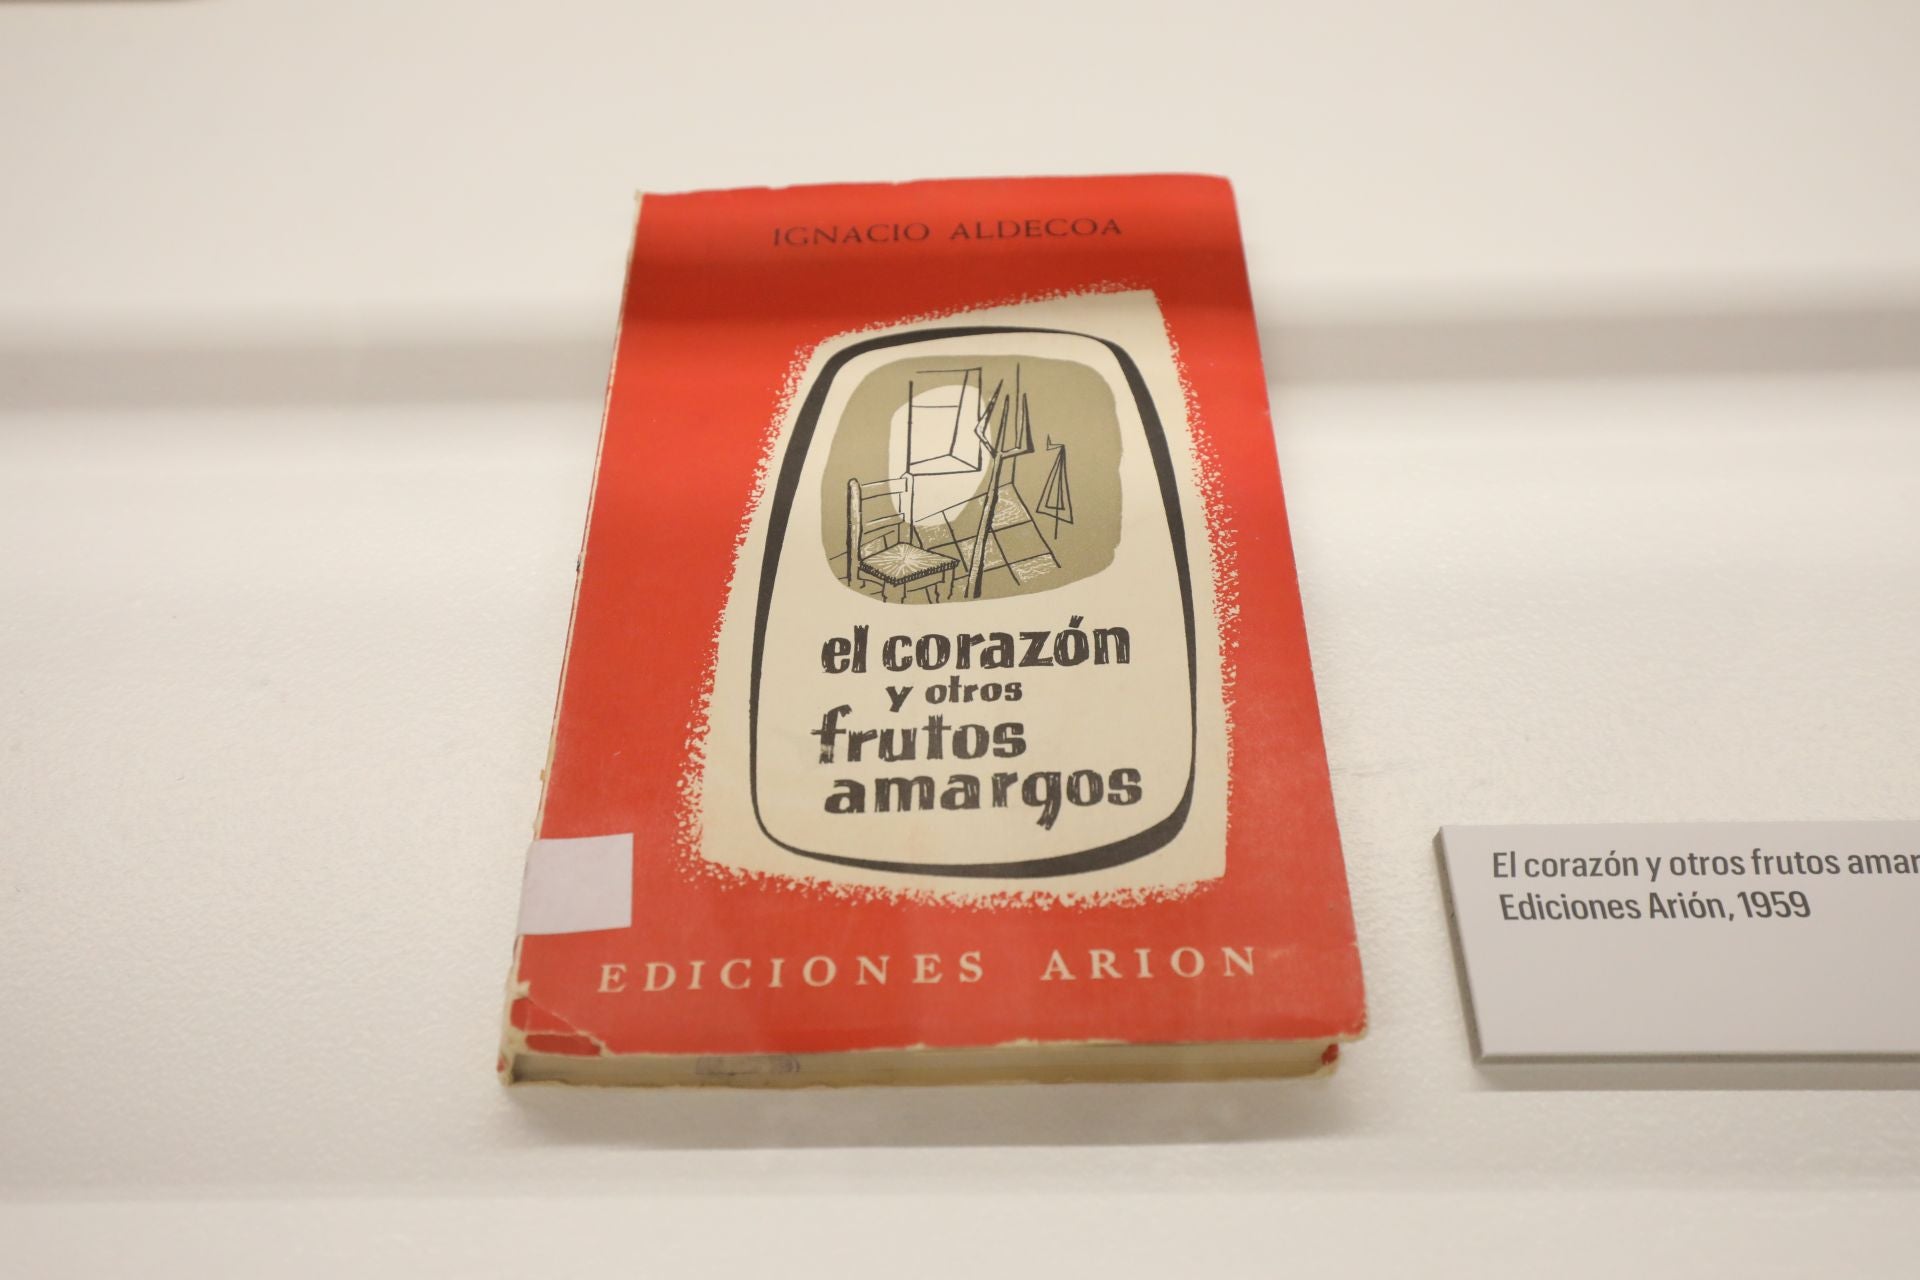 IGNACIO ALDECOA
el corazón
y otros
frutos
amargos
EDICIONES ARION
El corazón y otros frutos amar
Ediciones Arión, 1959